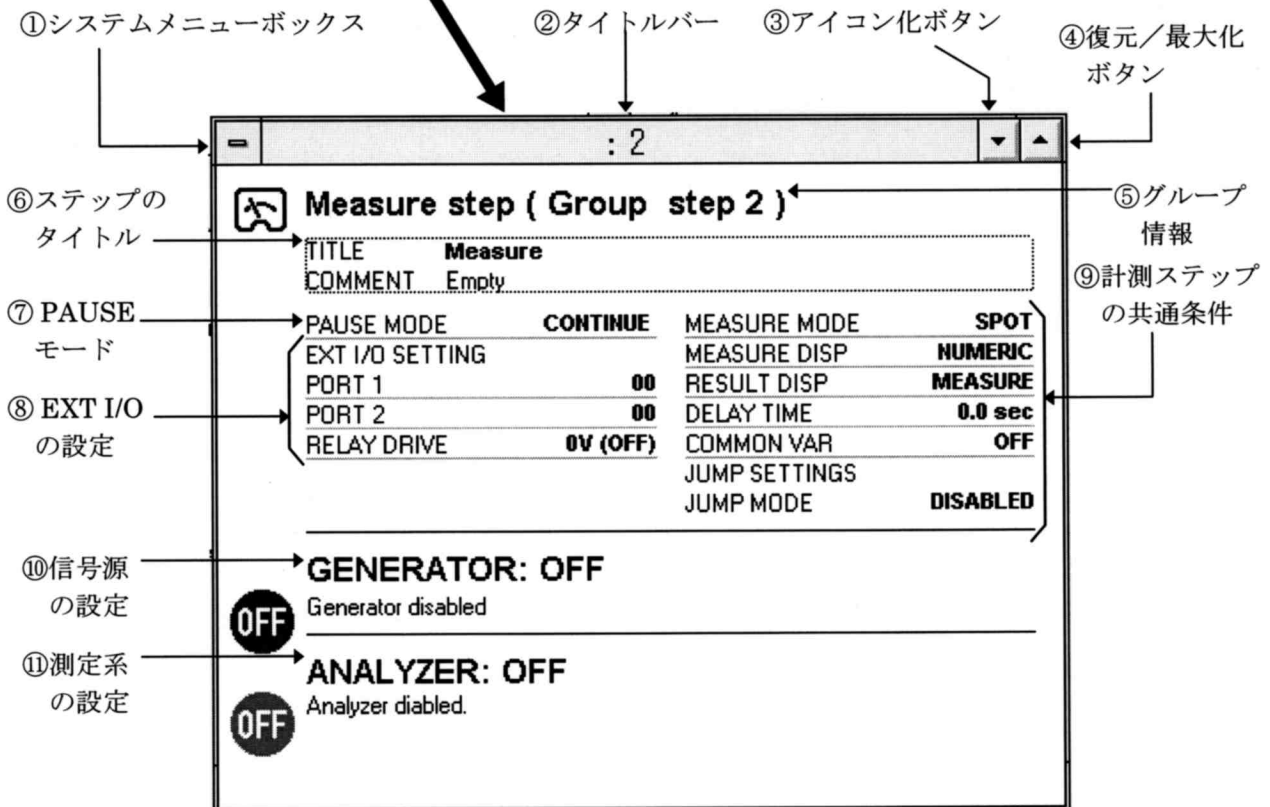 ①システムメニューボックス
②タイトルバー
③アイコン化ボタン
④復元／最大化
ボタン
: 2
⑥ステップの
タイトル
Measure step ( Group step 2 )
⑤グループ
情報
TITLE Measure
COMMENT Empty
⑨計測ステップ
の共通条件
⑦ PAUSE
モード
PAUSE MODE CONTINUE
EXT I/O SETTING
PORT 1 00
PORT 2 00
RELAY DRIVE 0V (OFF)
MEASURE MODE SPOT
MEASURE DISP NUMERIC
RESULT DISP MEASURE
DELAY TIME 0.0 sec
COMMON VAR OFF
JUMP SETTINGS
JUMP MODE DISABLED
⑧ EXT I/O
の設定
⑩信号源
の設定
GENERATOR: OFF
OFF
Generator disabled
⑪測定系
の設定
ANALYZER: OFF
OFF
Analyzer diabled.